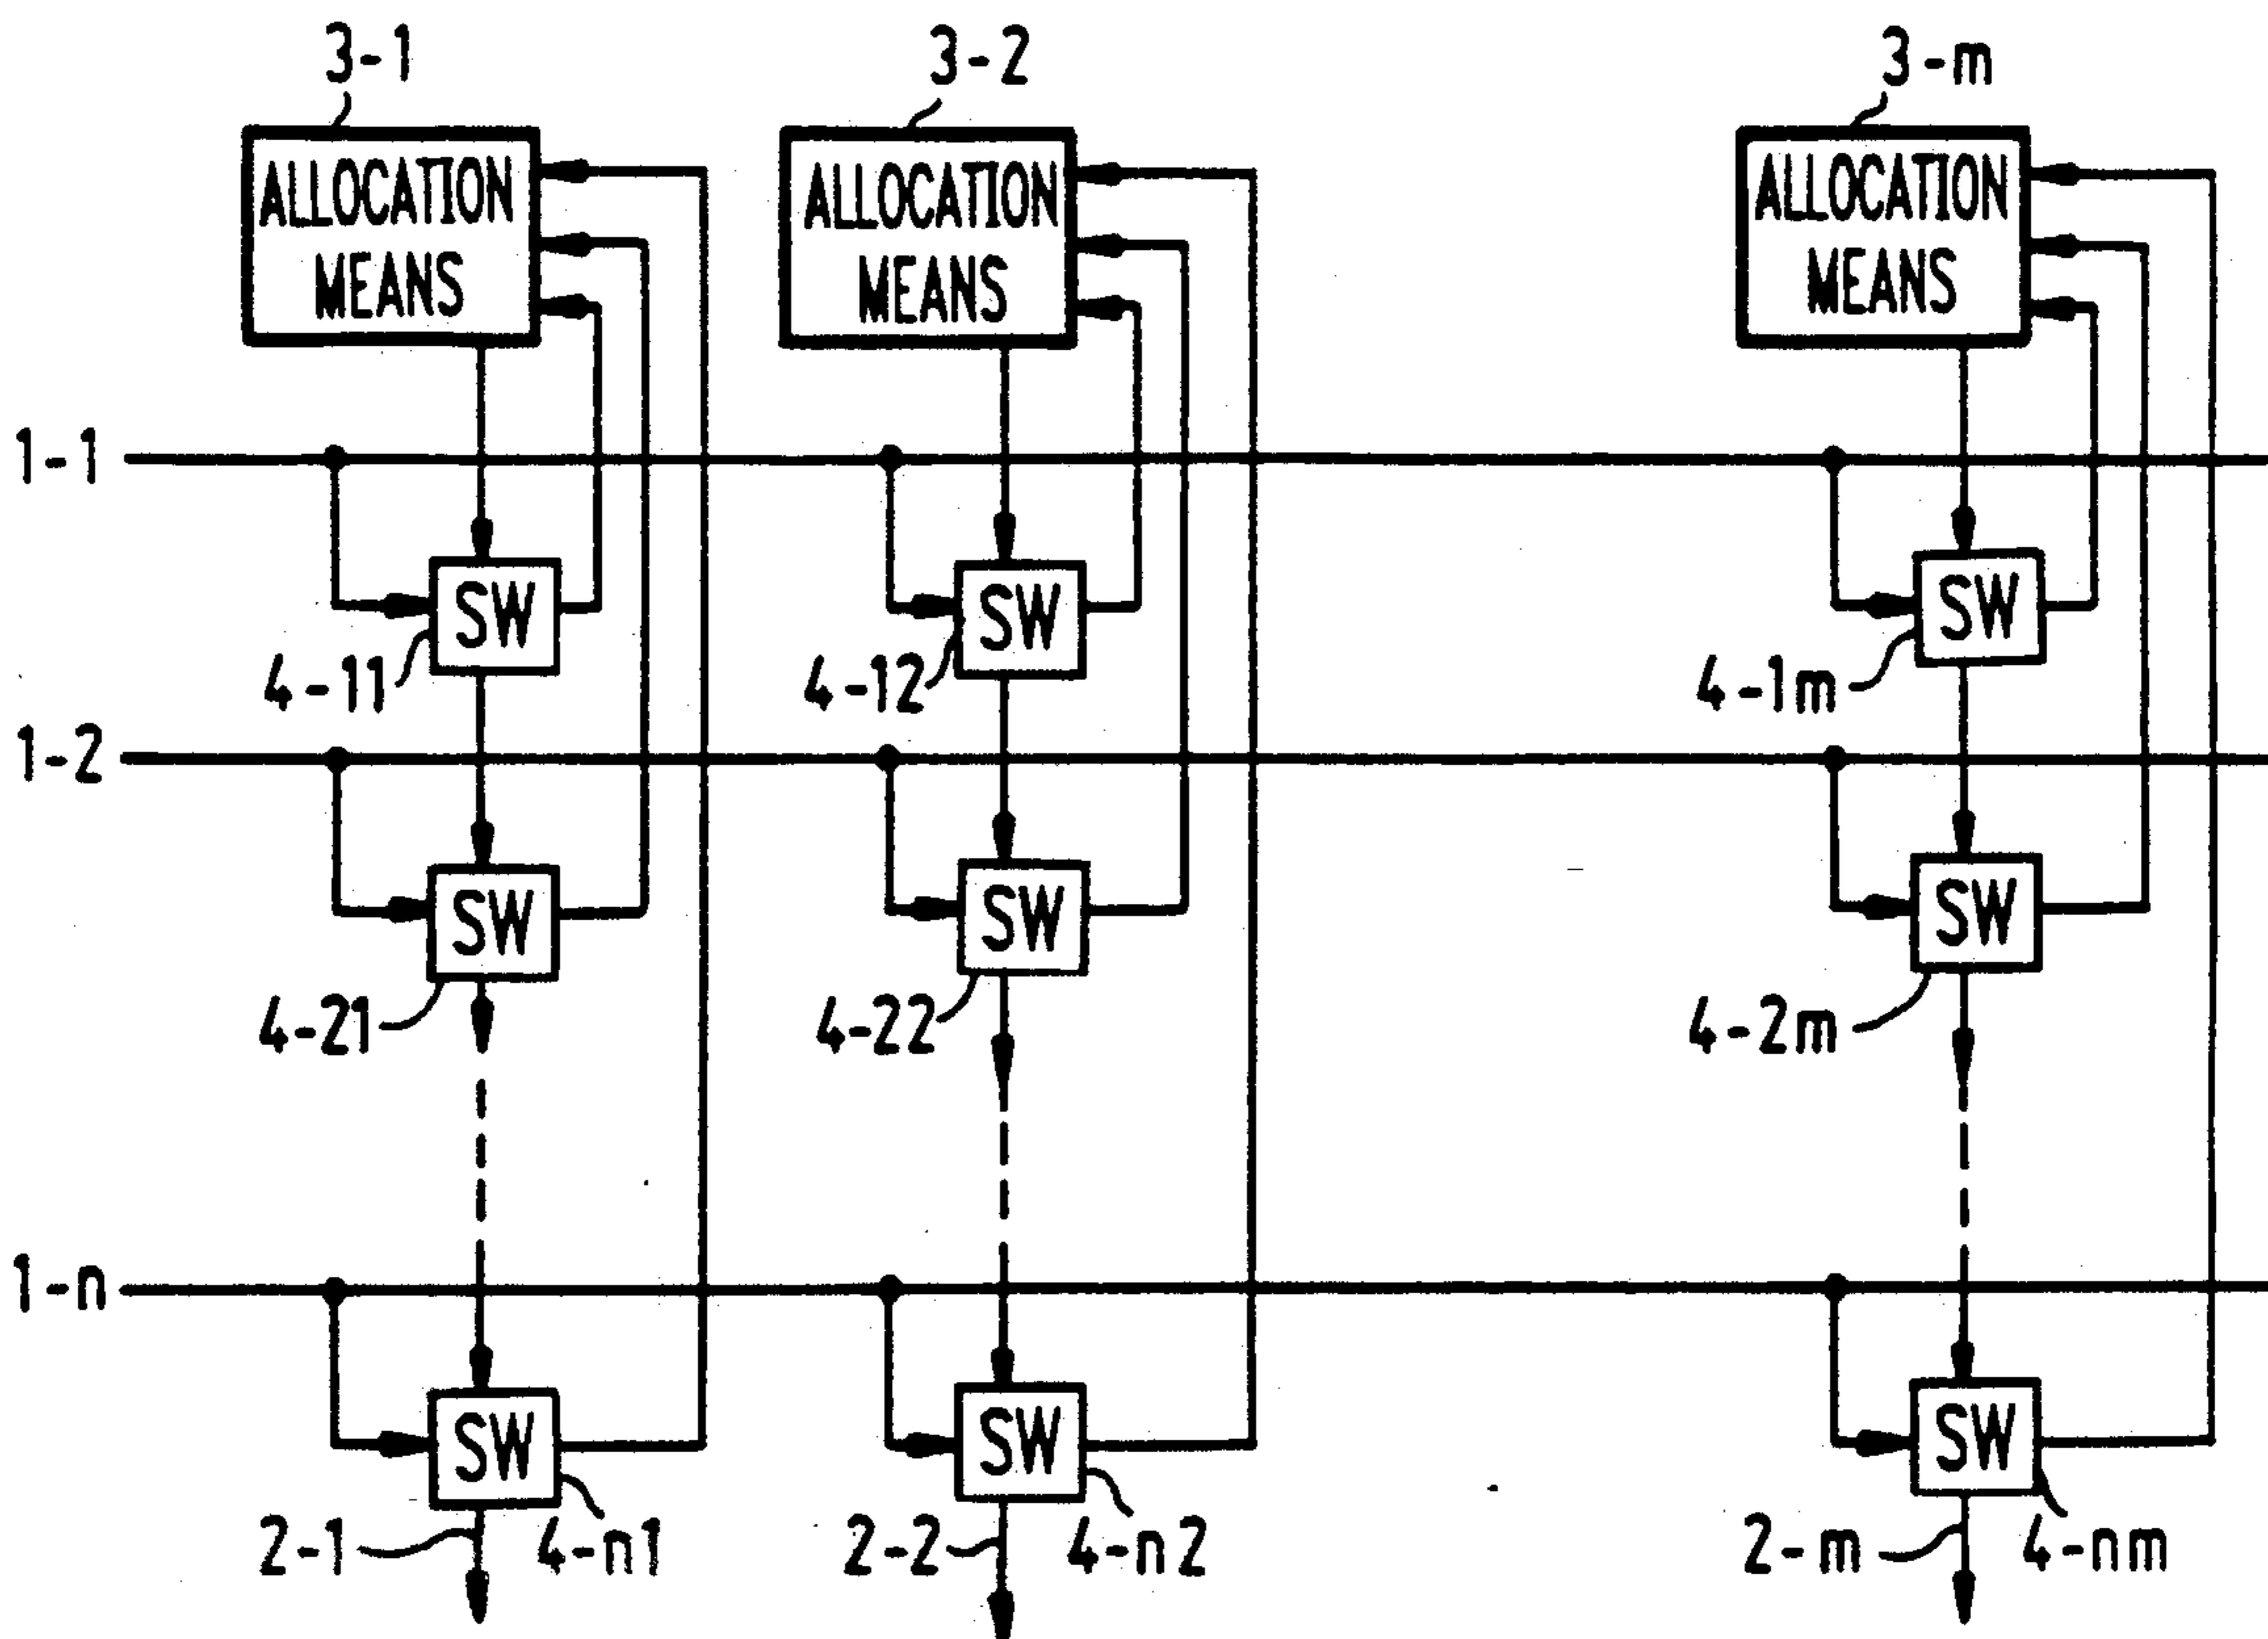 3-1
3-2
3-m
ALLOCATION
MEANS
ALLOCATION
MEANS
ALLOCATION
MEANS
1-1
SW
SW
SW
4-11
4-12
4-1m
1-2
SW
SW
SW
4-21
4-22
4-2m
1-n
SW
SW
SW
2-1
4-n1
2-2
4-n2
2-m
4-nm